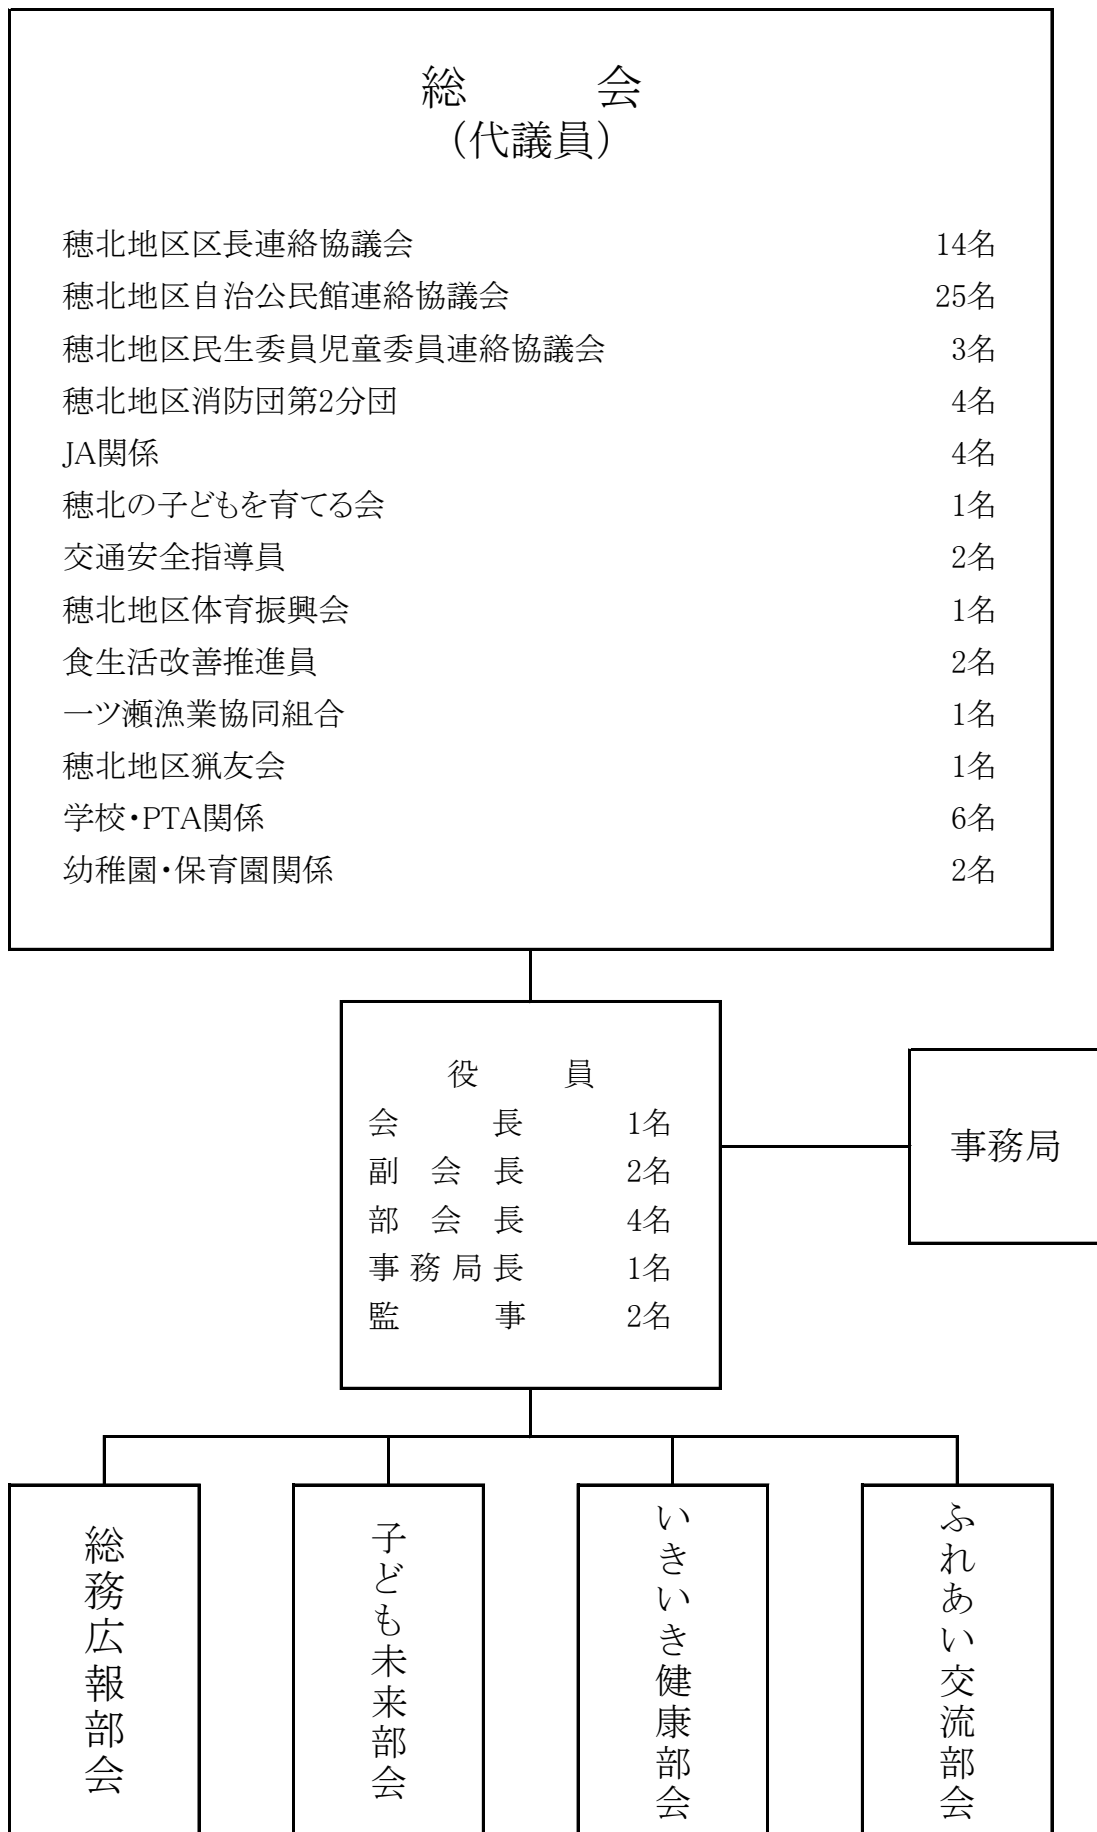 総　　会
（代議員）
穂北地区区長連絡協議会　14名
穂北地区自治公民館連絡協議会　25名
穂北地区民生委員児童委員連絡協議会　3名
穂北地区消防団第2分団　4名
JA関係　4名
穂北の子どもを育てる会　1名
交通安全指導員　2名
穂北地区体育振興会　1名
食生活改善推進員　2名
一ツ瀬漁業協同組合　1名
穂北地区猟友会　1名
学校・PTA関係　6名
幼稚園・保育園関係　2名
役　　員
会　　長　1名
副　会　長　2名
部　会　長　4名
事務局長　1名
監　　事　2名
事務局
総務広報部会
子ども未来部会
いきいき健康部会
ふれあい交流部会